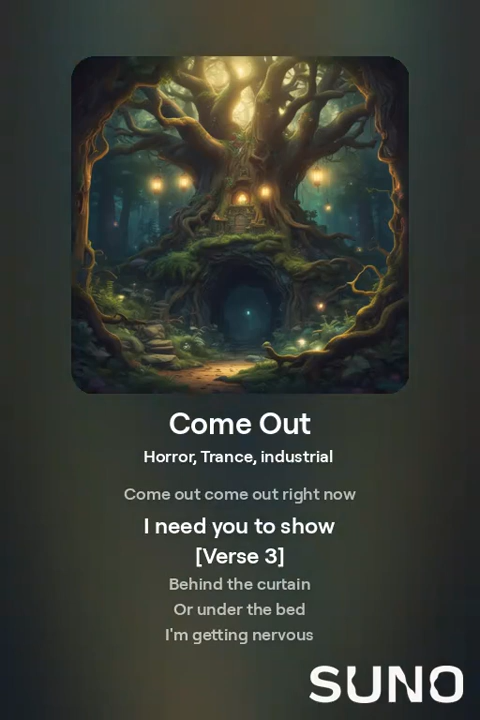 Come Out
Horror, Trance, industrial
Come out come out right now
I need you to show
[Verse 3]
Behind the curtain
Or under the bed
I'm getting nervous
SUNO